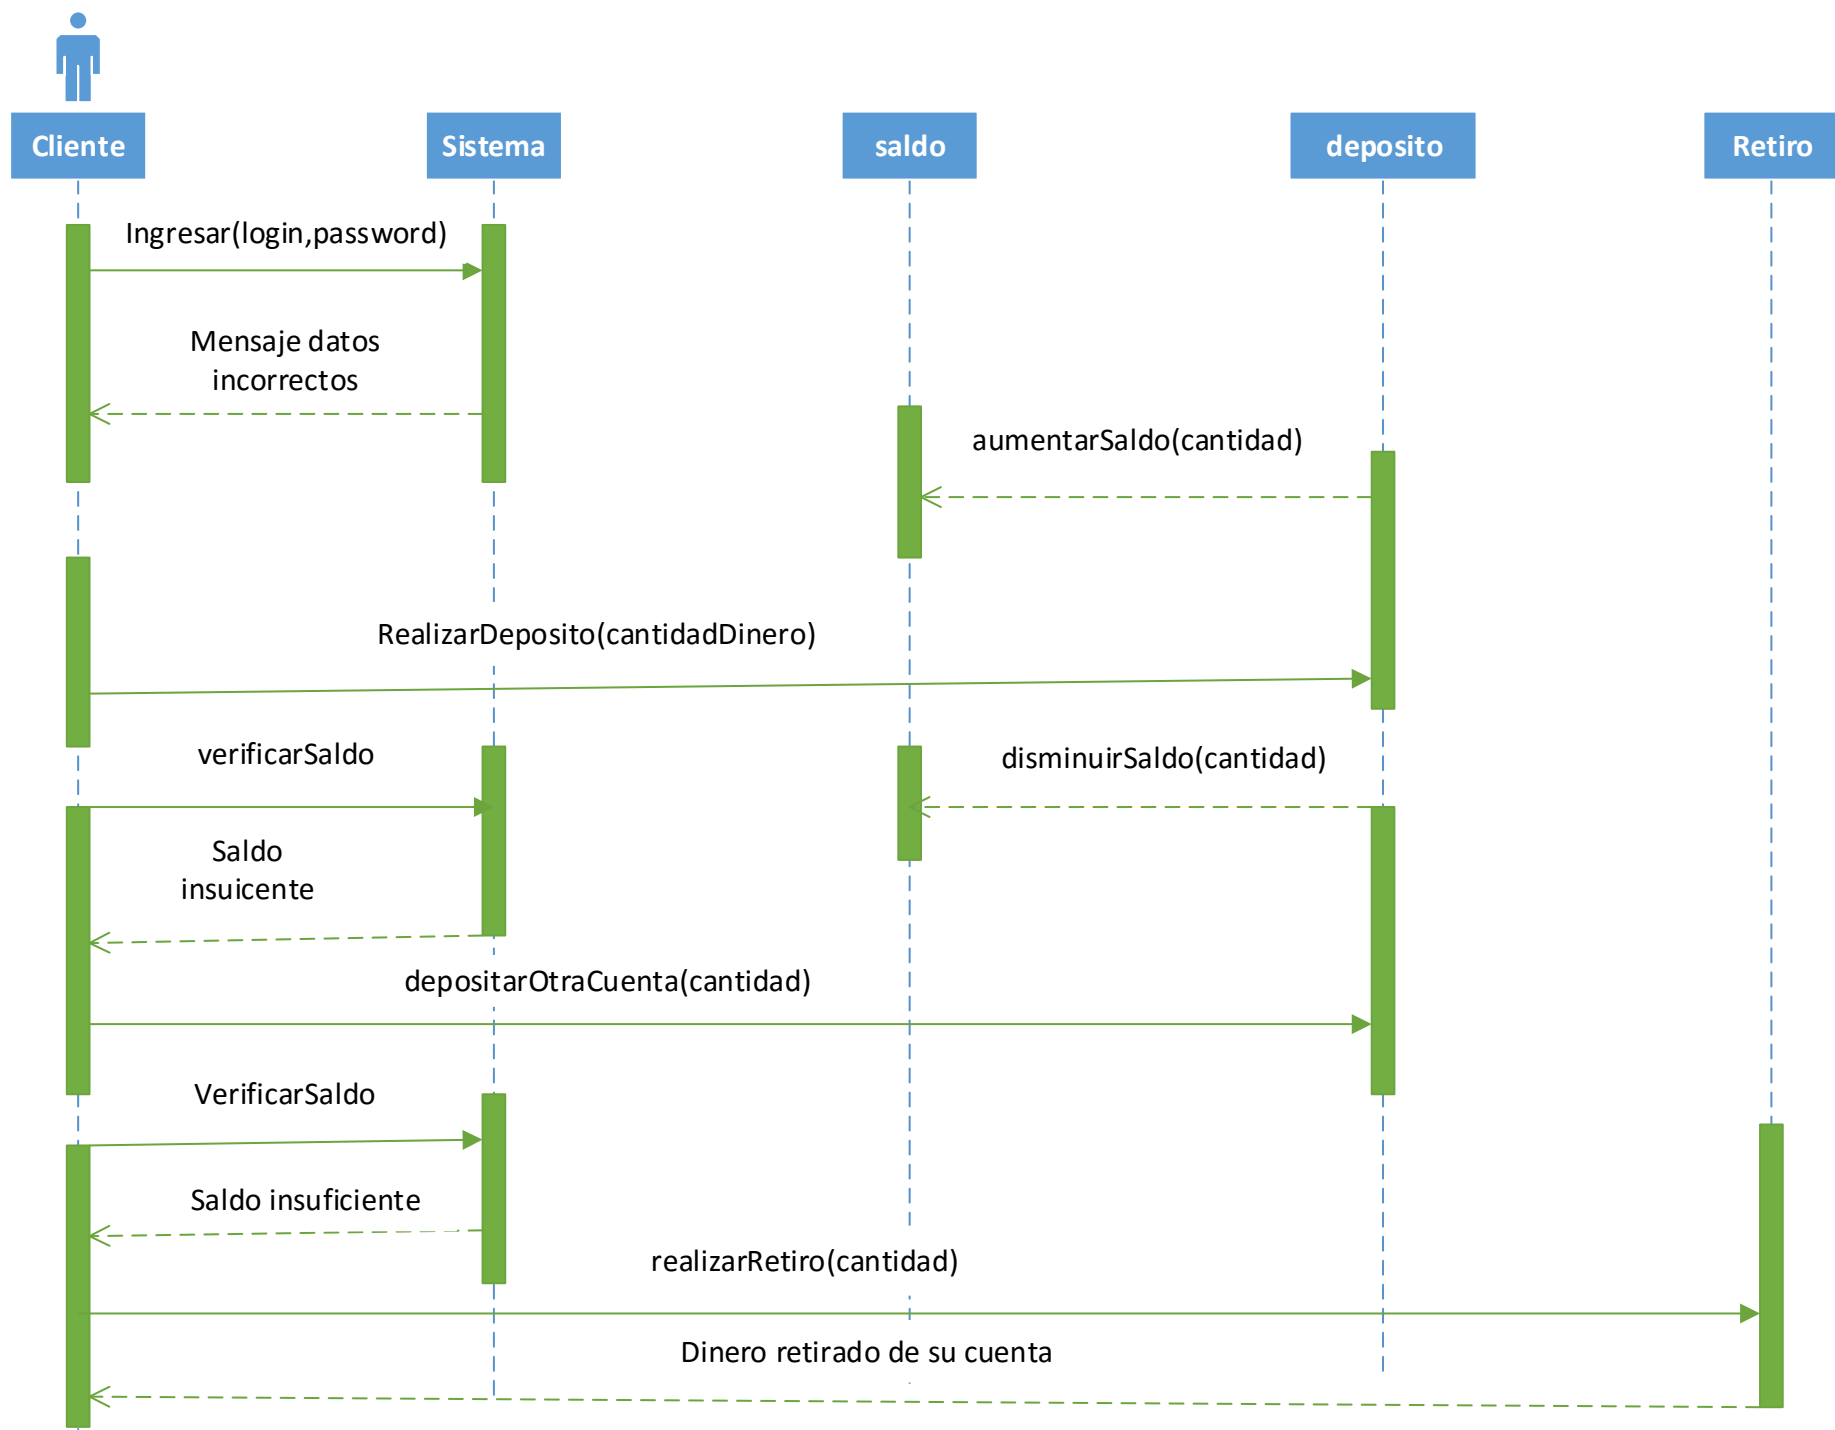 Cliente
Sistema
saldo
deposito
Retiro
Ingresar(login,password)
Mensaje datos
incorrectos
aumentarSaldo(cantidad)
RealizarDeposito(cantidadDinero)
verificarSaldo
disminuirSaldo(cantidad)
Saldo
insuicente
depositarOtraCuenta(cantidad)
VerificarSaldo
Saldo insuficiente
realizarRetiro(cantidad)
Dinero retirado de su cuenta